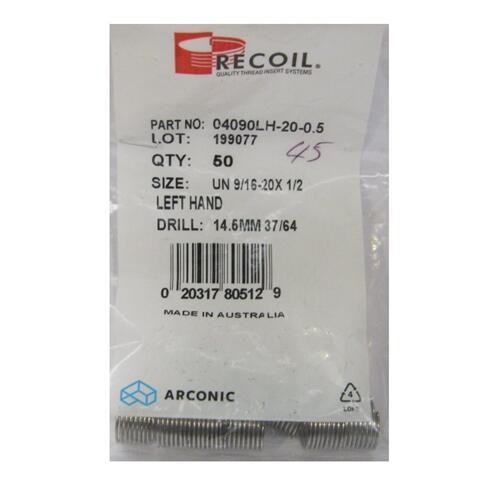 RECOIL®
QUALITY THREAD INSERT SYSTEMS
PART NO: 04090LH-20-0.5
LOT: 199077
QTY: 50 45
SIZE: UN 9/16-20X 1/2
LEFT HAND
DRILL: 14.6MM 37/64
0 20317 80512 9
MADE IN AUSTRALIA
ARCONIC
4
LDPE